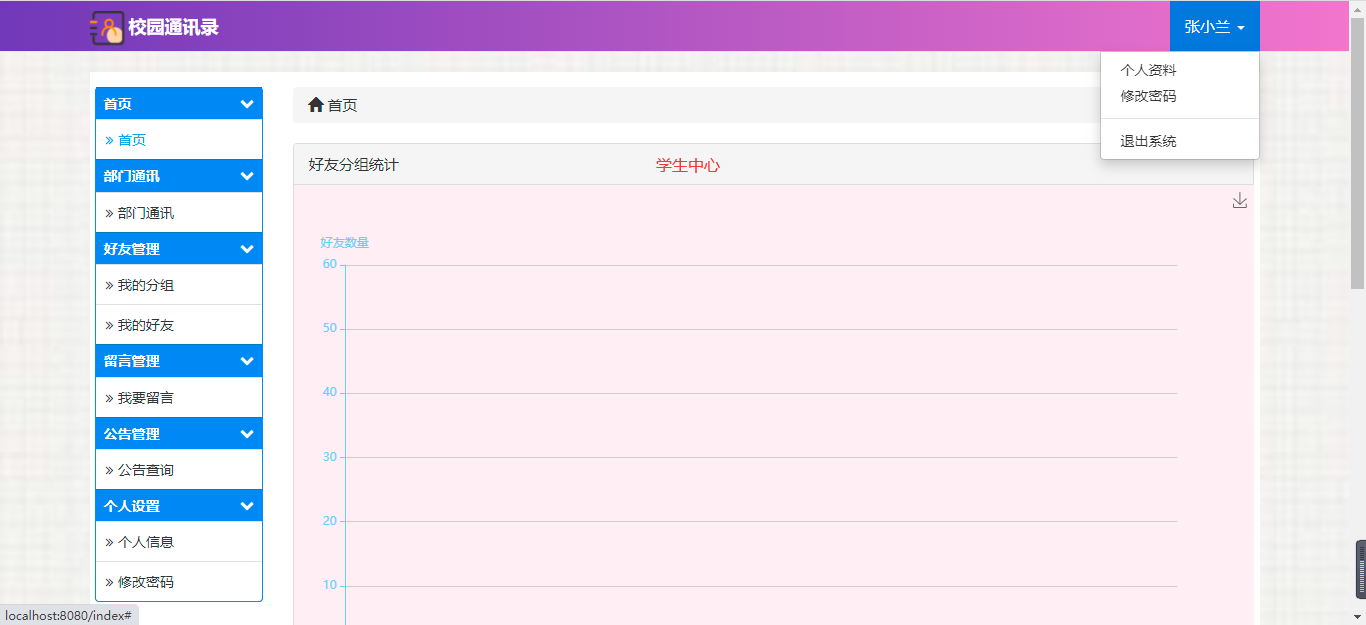 校园通讯录
张小兰
个人资料
修改密码
退出系统
首页
» 首页
部门通讯
» 部门通讯
好友管理
» 我的分组
» 我的好友
留言管理
» 我要留言
公告管理
» 公告查询
个人设置
» 个人信息
» 修改密码
首页
好友分组统计
学生中心
好友数量
60
50
40
30
20
10
localhost:8080/index#